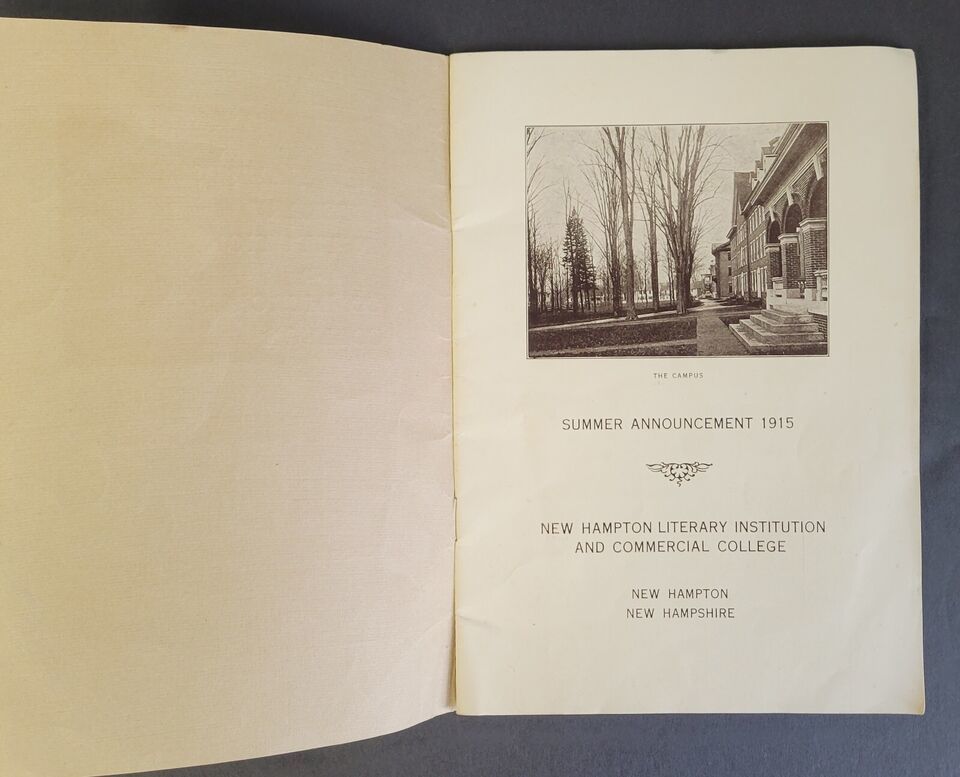 THE CAMPUS
SUMMER ANNOUNCEMENT 1915
NEW HAMPTON LITERARY INSTITUTION
AND COMMERCIAL COLLEGE
NEW HAMPTON
NEW HAMPSHIRE